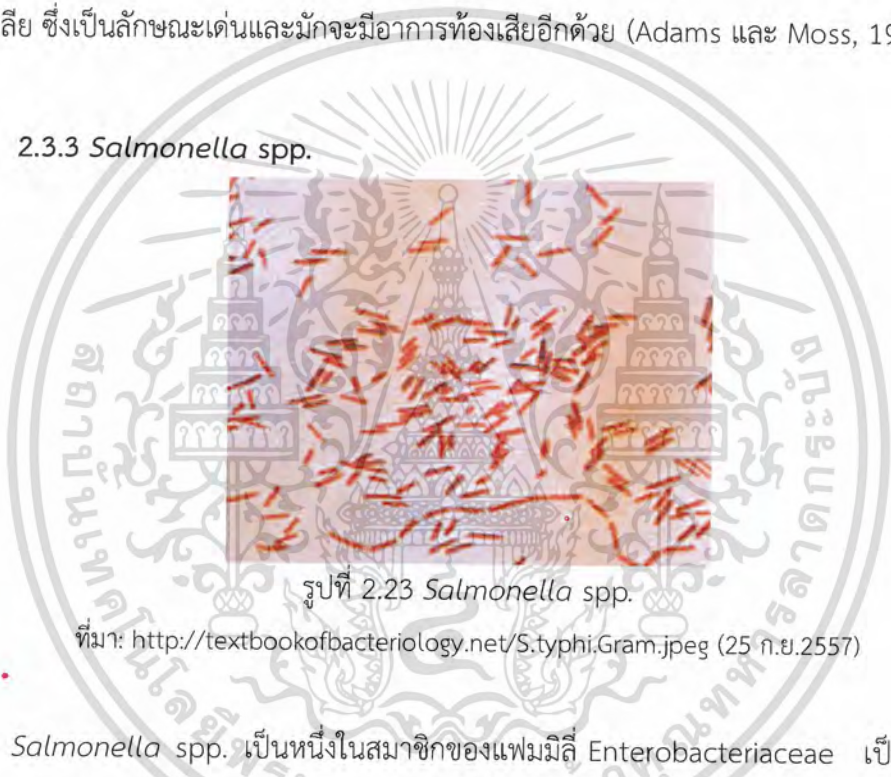 ลีย ซึ่งเป็นลักษณะเด่นและมักจะมีอาการท้องเสียอีกด้วย (Adams และ Moss, 19
2.3.3 Salmonella spp.
รูปที่ 2.23 Salmonella spp.
ที่มา: http://textbookofbacteriology.net/S.typhi.Gram.jpeg (25 ก.ย.2557)
Salmonella spp. เป็นหนึ่งในสมาชิกของแฟมมิลี่ Enterobacteriaceae เป็